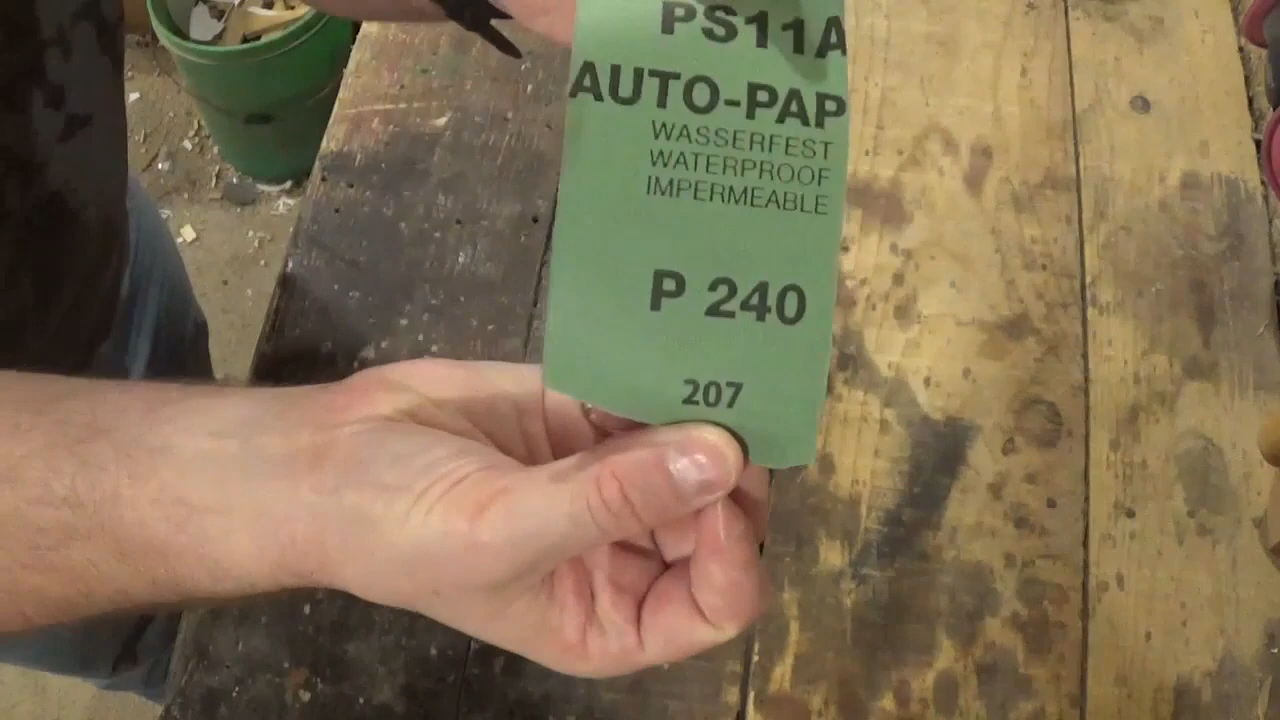 PS11A
AUTO-PAP
WASSERFEST
WATERPROOF
IMPERMEABLE
P 240
207